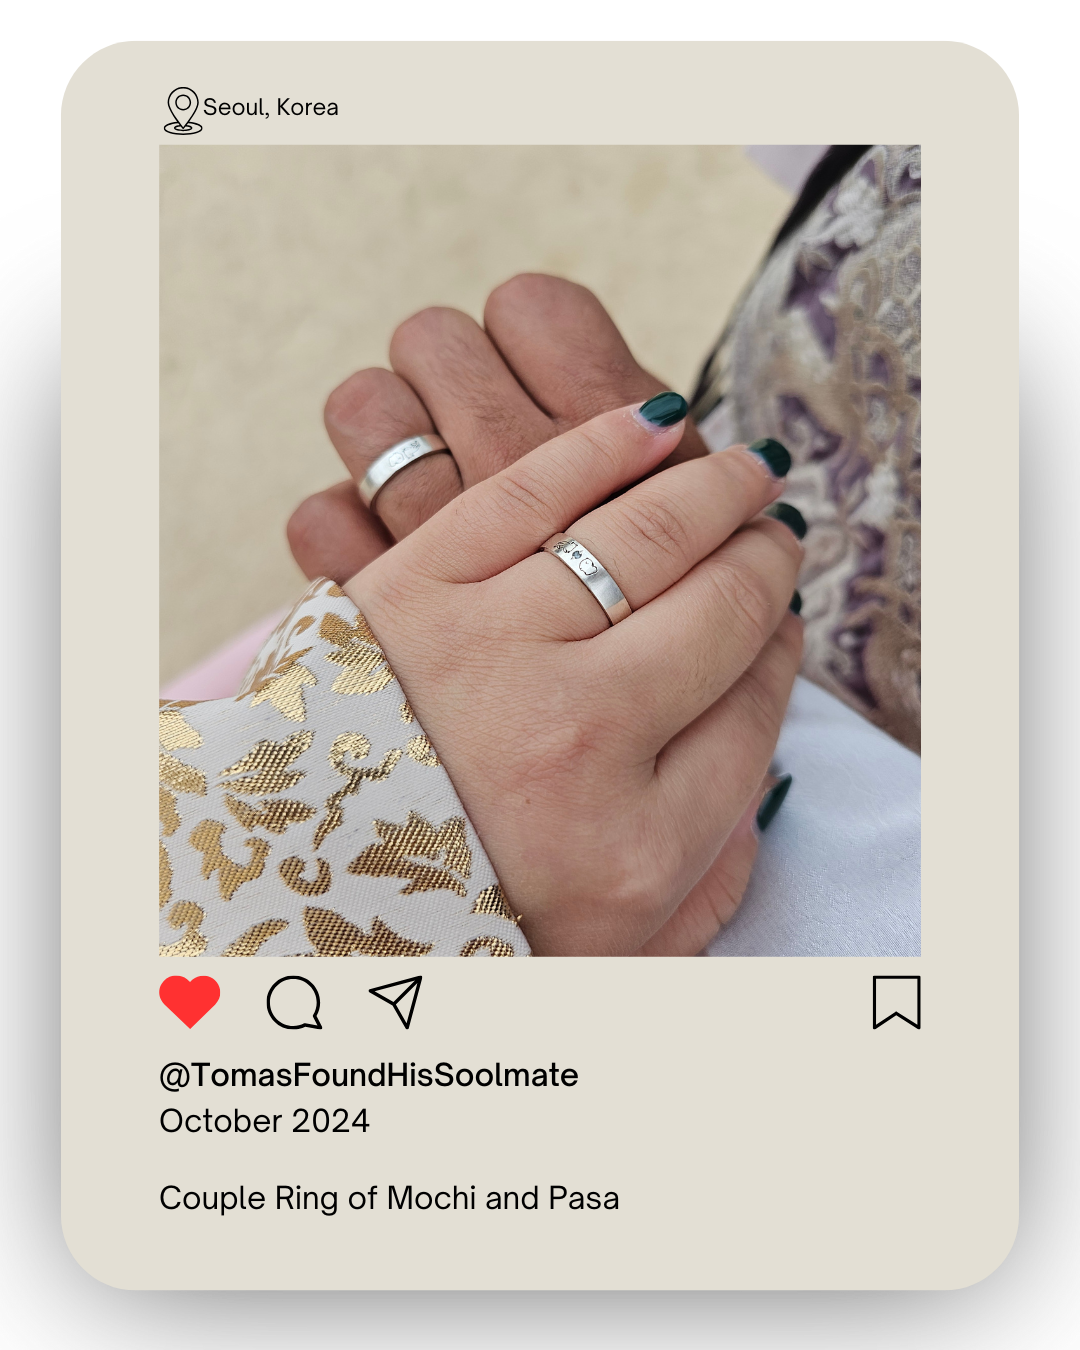 Seoul, Korea
@TomasFoundHisSoolmate
October 2024
Couple Ring of Mochi and Pasa